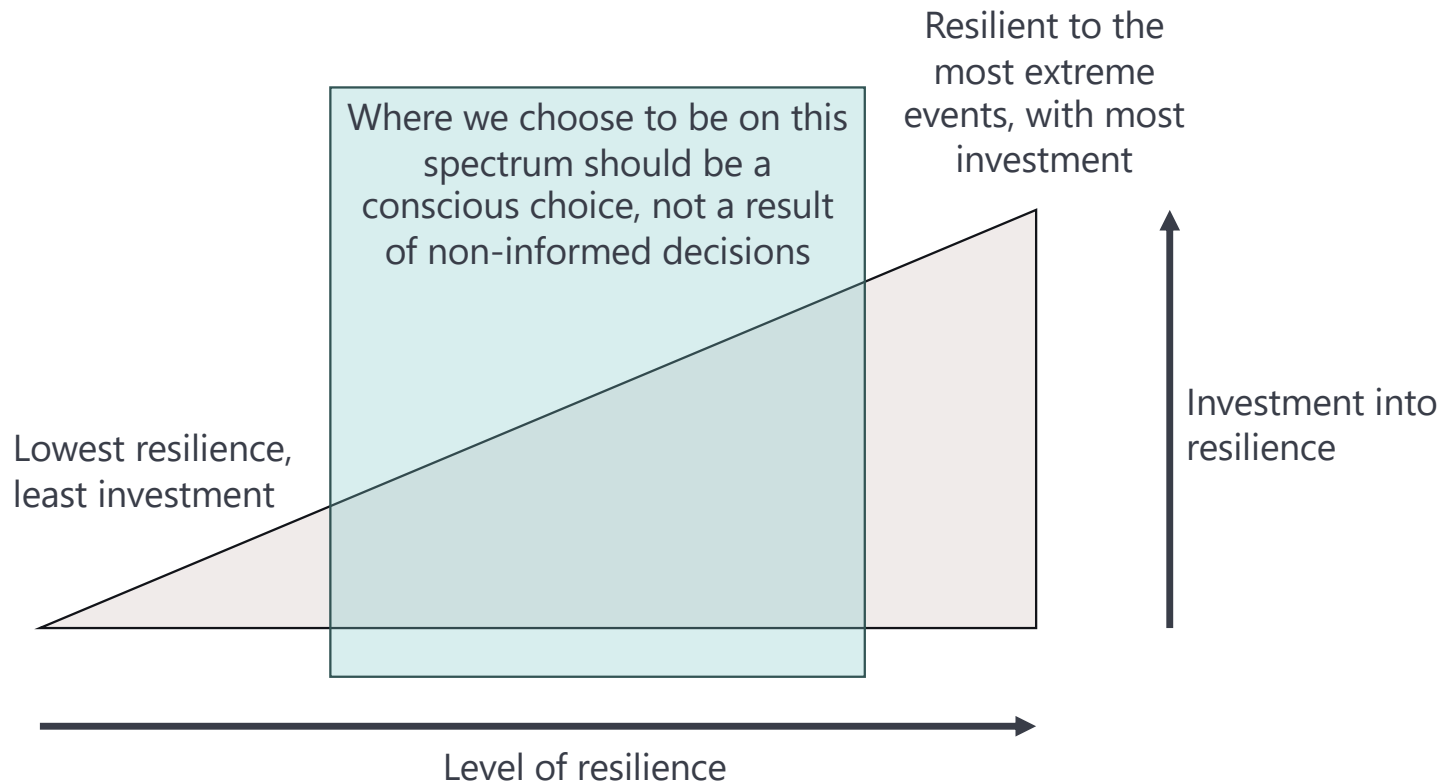 Resilient to the
most extreme
events, with most
investment
Where we choose to be on this
spectrum should be a
conscious choice, not a result
of non-informed decisions
Lowest resilience,
least investment
Investment into
resilience
Level of resilience